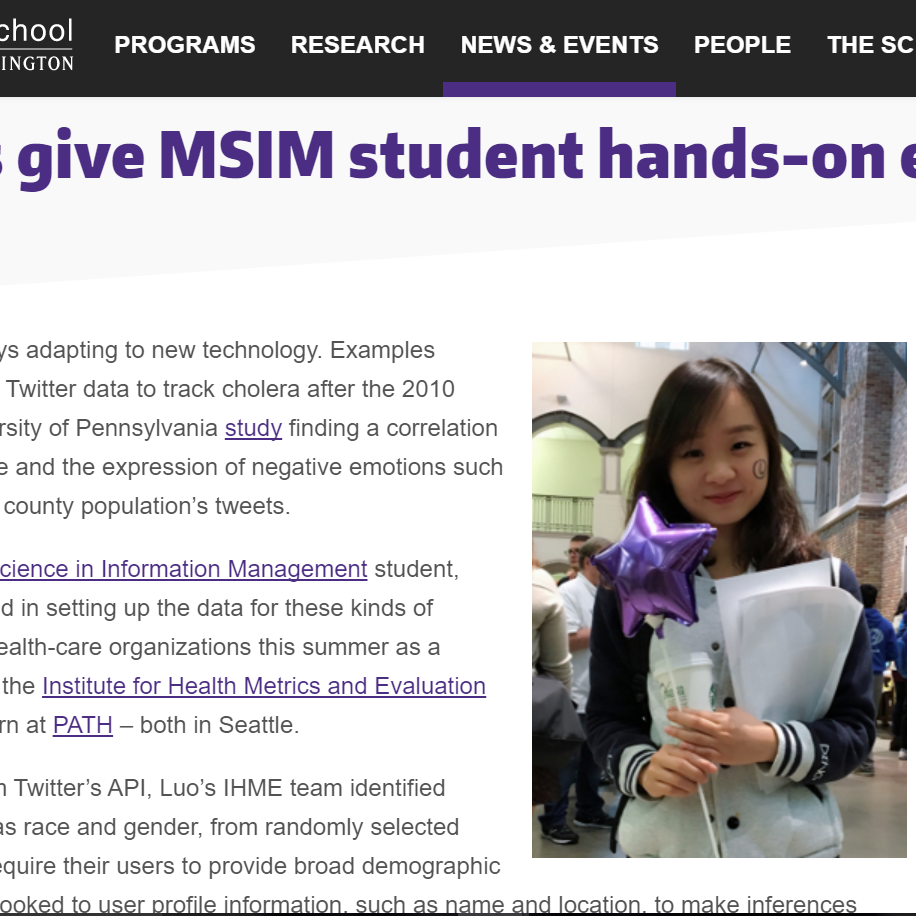 chool
INGTON
PROGRAMS RESEARCH NEWS & EVENTS PEOPLE THE SC
s give MSIM student hands-on e
ys adapting to new technology. Examples
Twitter data to track cholera after the 2010
rsity of Pennsylvania study finding a correlation
e and the expression of negative emotions such
county population’s tweets.
cience in Information Management student,
d in setting up the data for these kinds of
ealth-care organizations this summer as a
the Institute for Health Metrics and Evaluation
rn at PATH – both in Seattle.
n Twitter’s API, Luo’s IHME team identified
as race and gender, from randomly selected
equire their users to provide broad demographic
ooked to user profile information, such as name and location, to make inferences